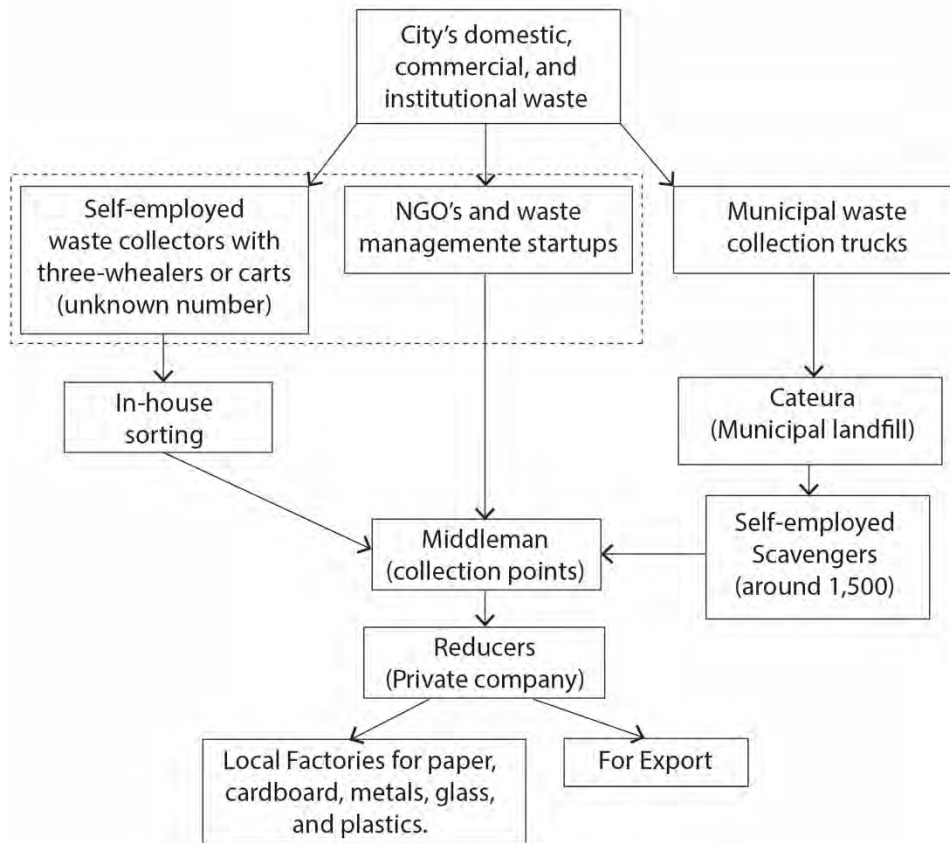 City's domestic,
commercial, and
institutional waste
Self-employed
waste collectors with
three-whealers or carts
(unknown number)
NGO's and waste
managemente startups
Municipal waste
collection trucks
In-house
sorting
Cateura
(Municipal landfill)
Middleman
(collection points)
Self-employed
Scavengers
(around 1,500)
Reducers
(Private company)
Local Factories for paper,
cardboard, metals, glass,
and plastics.
For Export